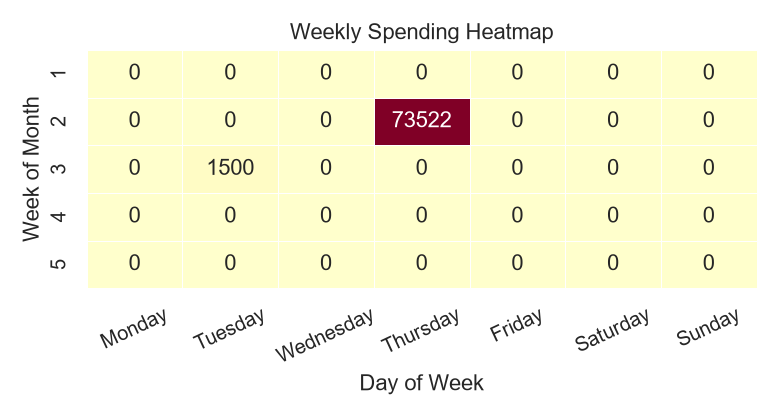 Weekly Spending Heatmap
Week of Month
1 0 0 0 0 0 0 0
2 0 0 0 73522 0 0 0
3 0 1500 0 0 0 0 0
4 0 0 0 0 0 0 0
5 0 0 0 0 0 0 0
Monday Tuesday Wednesday Thursday Friday Saturday Sunday
Day of Week